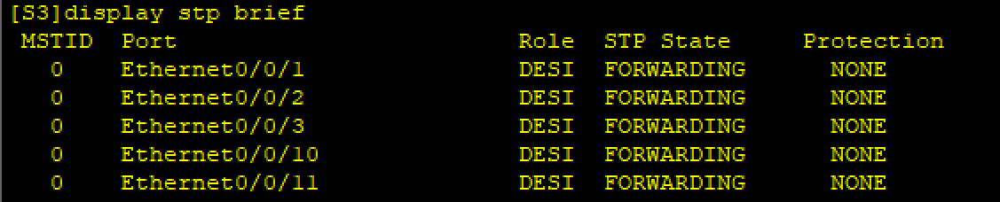 [S3]display stp brief
MSTID Port Role STP State Protection
0 Ethernet0/0/1 DESI FORWARDING NONE
0 Ethernet0/0/2 DESI FORWARDING NONE
0 Ethernet0/0/3 DESI FORWARDING NONE
0 Ethernet0/0/10 DESI FORWARDING NONE
0 Ethernet0/0/11 DESI FORWARDING NONE